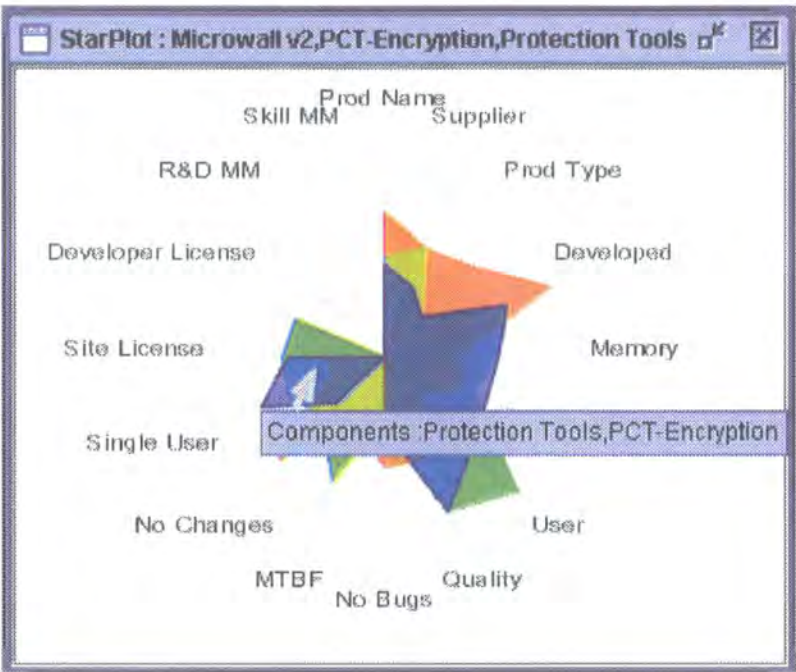 StarPlot : Microwall v2,PCT-Encryption,Protection Tools
Prod Name
Skill MM
Supplier
R&D MM
Prod Type
Developer License
Developed
Site License
Memory
Single User
Components :Protection Tools,PCT-Encryption
No Changes
User
MTBF
Quality
No Bugs